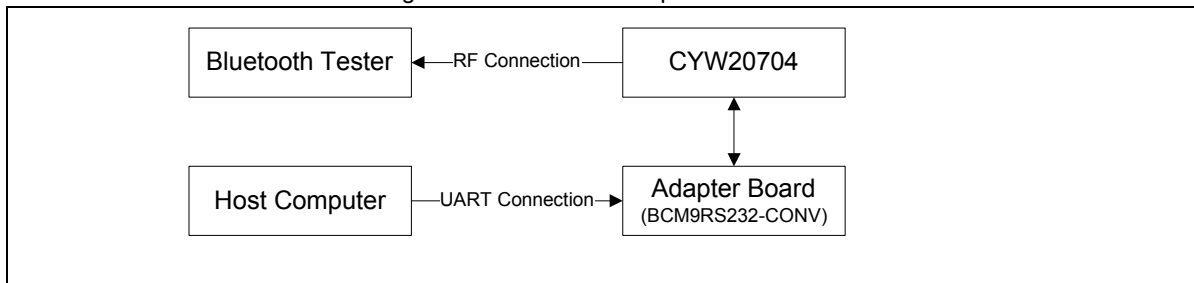 Bluetooth Tester
RF Connection
CYW20704
Host Computer
UART Connection
Adapter Board
(BCM9RS232-CONV)